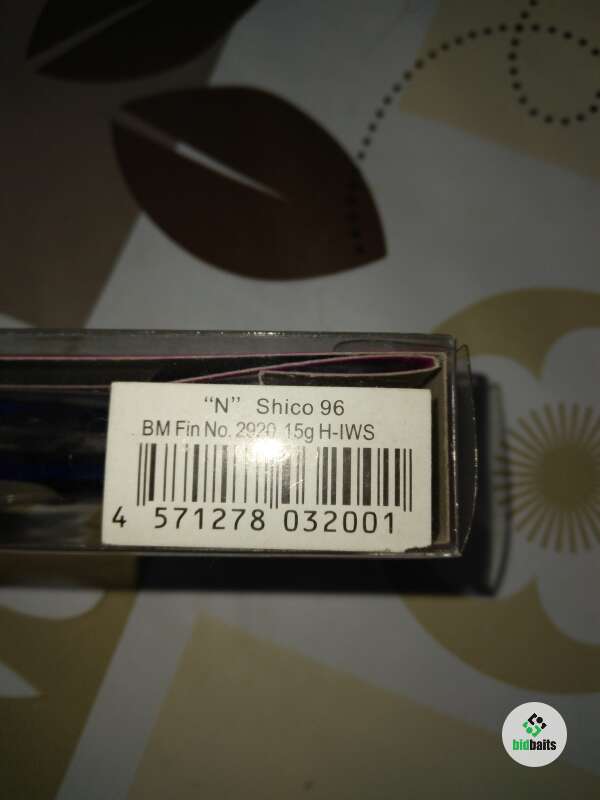 “N” Shico 96
BM Fin No. 2920 15g H-IWS
4 571278 032001
bidbaits